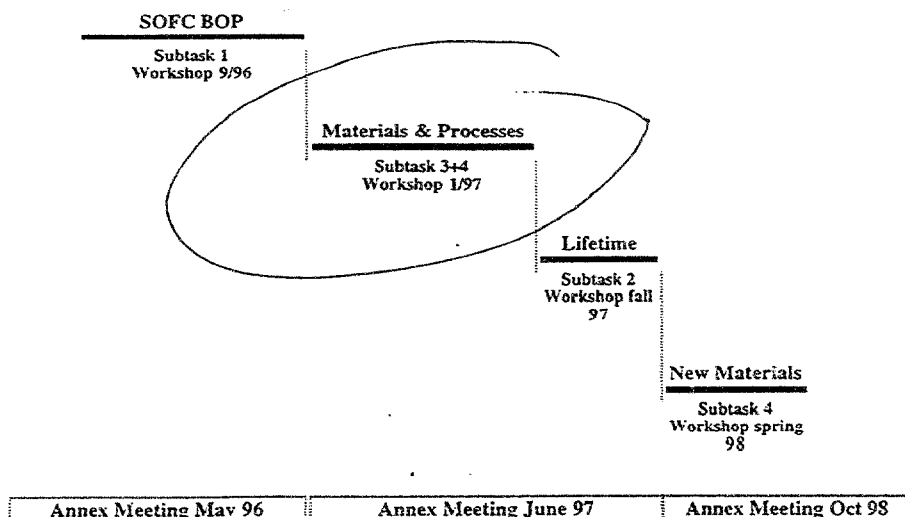 SOFC BOP
Subtask 1
Workshop 9/96
Materials & Processes
Subtask 3+4
Workshop 1/97
Lifetime
Subtask 2
Workshop fall
97
New Materials
Subtask 4
Workshop spring
98
Annex Meeting May 96
Annex Meeting June 97
Annex Meeting Oct 98